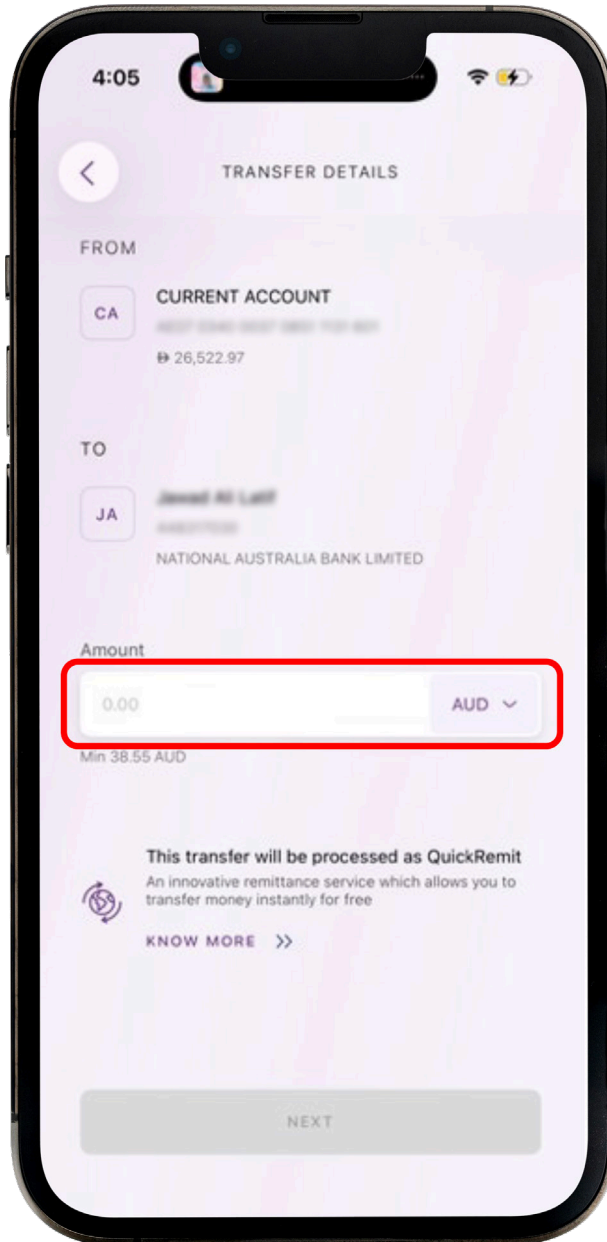 4:05
TRANSFER DETAILS
FROM
CA
CURRENT ACCOUNT
26,522.97
TO
JA
NATIONAL AUSTRALIA BANK LIMITED
Amount
0.00
AUD
Min 38.55 AUD
This transfer will be processed as QuickRemit
An innovative remittance service which allows you to
transfer money instantly for free
KNOW MORE >>
NEXT